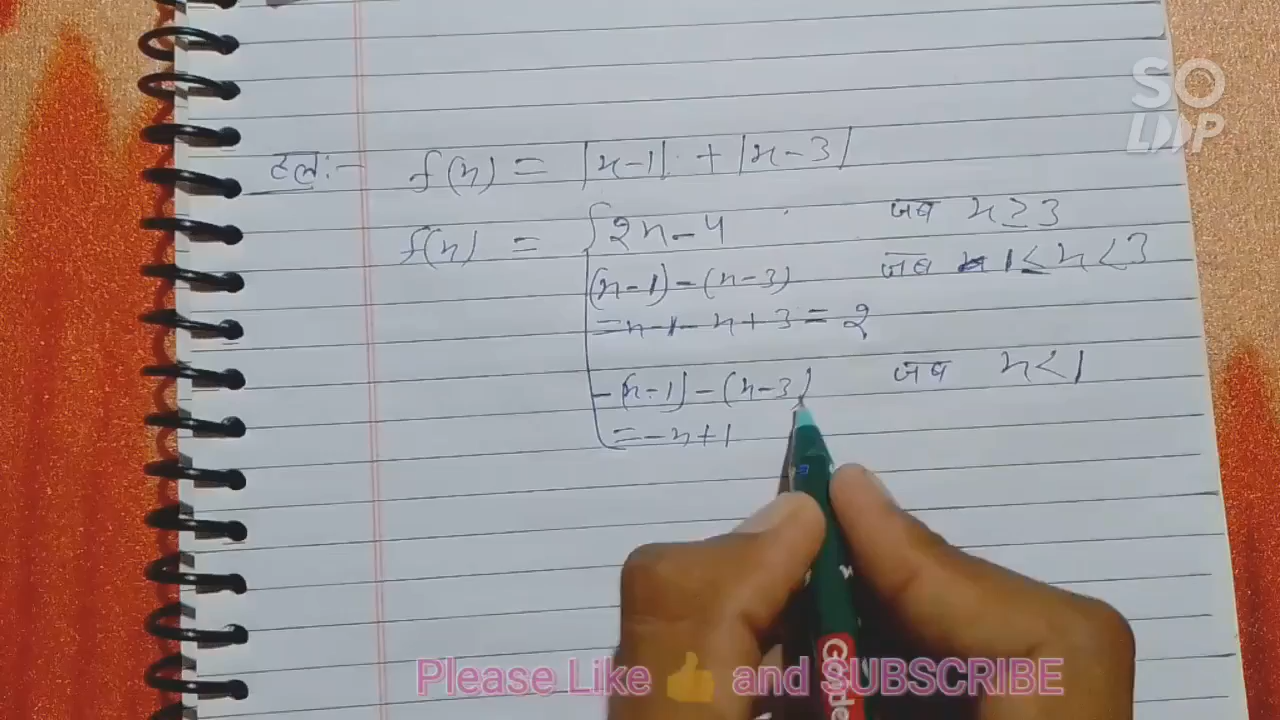 SO
LOOP
हल:- f(x) = |x-1| + |x-3|
f(x) = { 2x-4 जब x ≥ 3
(x-1) - (x-3) जब 1 ≤ x < 3
= x-1-x+3 = 2
-(x-1) - (x-3) जब x < 1
= -x+1
Please Like 👍 and SUBSCRIBE